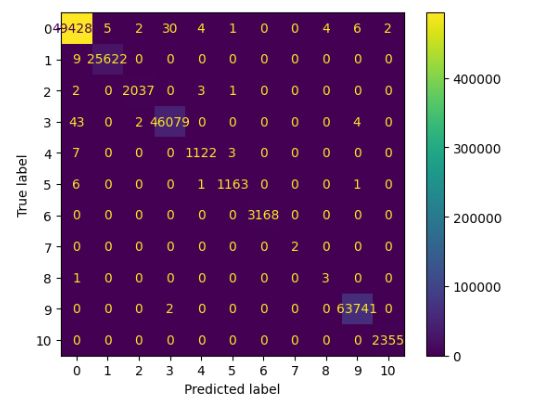 0 49428 5 2 30 4 1 0 0 4 6 2
1 9 25622 0 0 0 0 0 0 0 0 0
2 2 0 2037 0 3 1 0 0 0 0 0
3 43 0 2 46079 0 0 0 0 0 4 0
4 7 0 0 0 1122 3 0 0 0 0 0
5 6 0 0 0 1 1163 0 0 0 1 0
6 0 0 0 0 0 0 3168 0 0 0 0
7 0 0 0 0 0 0 0 2 0 0 0
8 1 0 0 0 0 0 0 0 3 0 0
9 0 0 0 2 0 0 0 0 0 63741 0
10 0 0 0 0 0 0 0 0 0 0 2355
0 1 2 3 4 5 6 7 8 9 10
Predicted label
True label
400000
300000
200000
100000
0